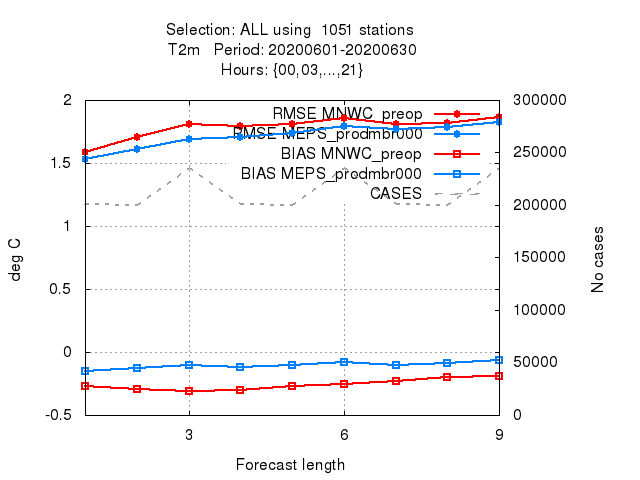 Selection: ALL using  1051 stations
T2m   Period: 20200601-20200630
Hours: {00,03,...,21}
2
1.5
1
0.5
0
-0.5
300000
250000
200000
150000
100000
50000
0
RMSE MNWC_preop
RMSE MEPS_prodmbr000
BIAS MNWC_preop
BIAS MEPS_prodmbr000
CASES
deg C
No cases
3
6
9
Forecast length